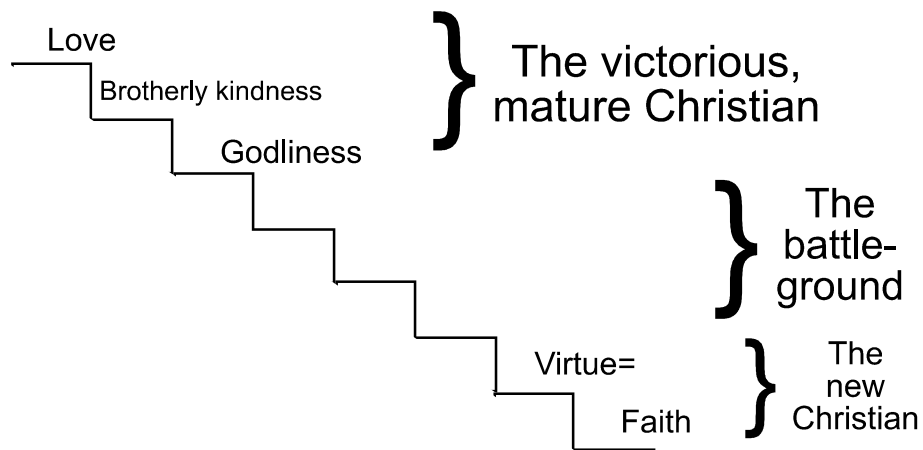 Love
Brotherly kindness
Godliness
The victorious,
mature Christian
The
battle-
ground
Virtue=
Faith
The
new
Christian